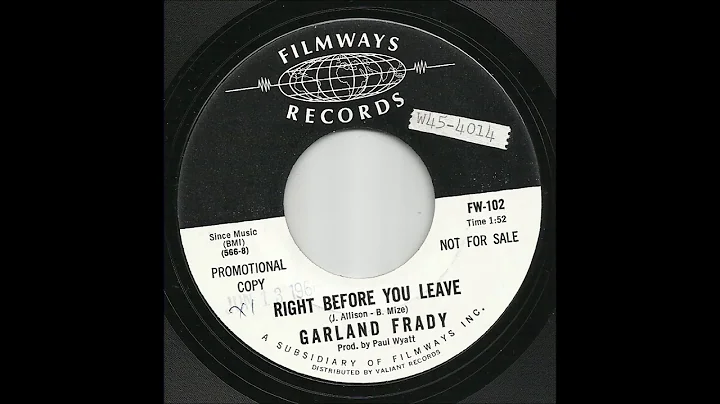 FILMWAYS
RECORDS
W45-4014
FW-102
Time 1:52
Since Music
(BMI)
(566-8)
NOT FOR SALE
PROMOTIONAL
COPY
RIGHT BEFORE YOU LEAVE
(J. Allison - B. Mize)
GARLAND FRADY
Prod. by Paul Wyatt
A SUBSIDIARY OF FILMWAYS INC.
DISTRIBUTED BY VALIANT RECORDS